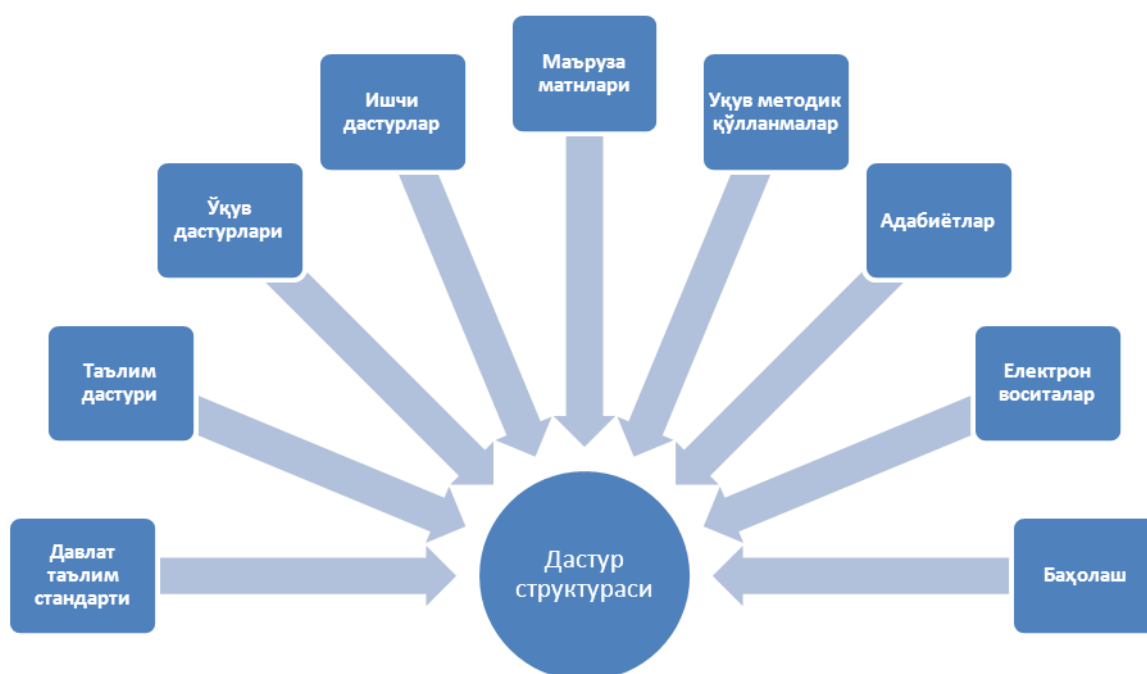 Маъруза
матнлари
Ишчи
дастурлар
Уқув методик
қўлланмалар
Ўқув
дастурлари
Адабиётлар
Таълим
дастури
Електрон
воситалар
Давлат
таълим
стандарти
Дастур
структураси
Баҳолаш